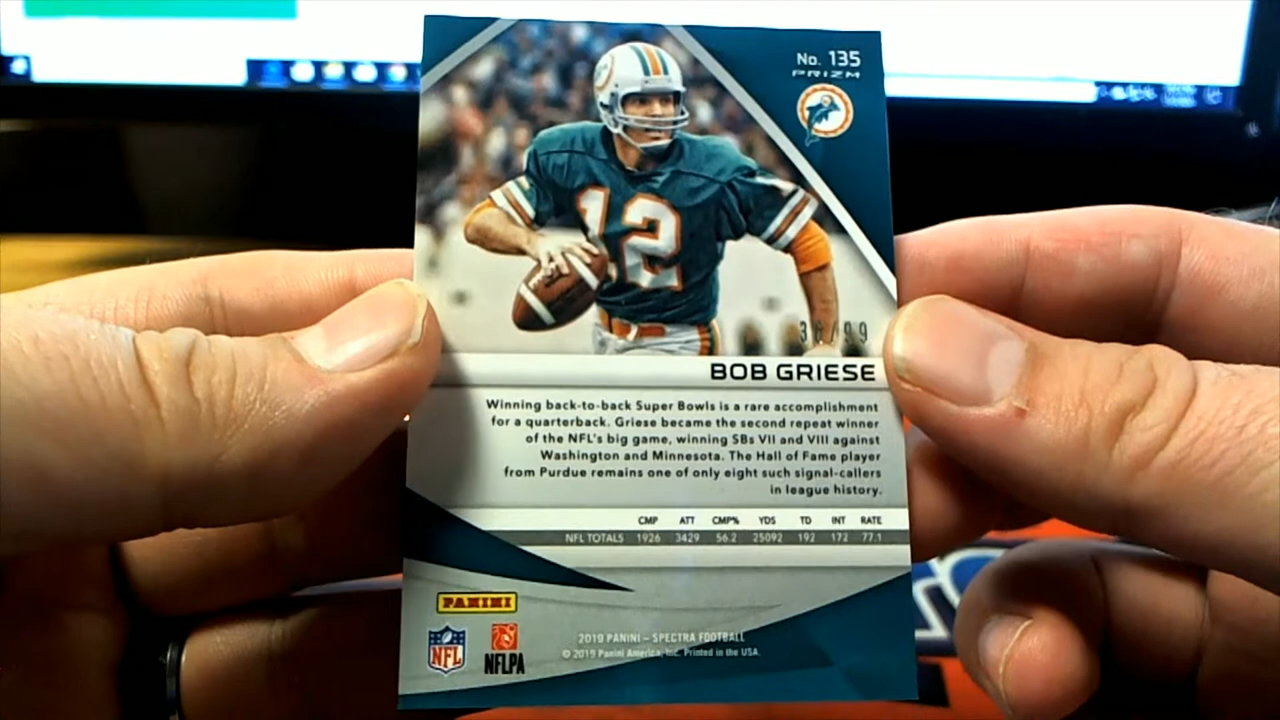 No. 135
PRIZM
12
BOB GRIESE
Winning back-to-back Super Bowls is a rare accomplishment
for a quarterback. Griese became the second repeat winner
of the NFL's big game, winning SBs VII and VIII against
Washington and Minnesota. The Hall of Fame player
from Purdue remains one of only eight such signal-callers
in league history.
CMP ATT CMP% YDS TD INT RATE
NFL TOTALS 1926 3429 56.2 25092 192 172 77.1
PANINI
NFL
NFLPA
2019 PANINI – SPECTRA FOOTBALL
© 2019 Panini America, Inc. Printed in the USA.